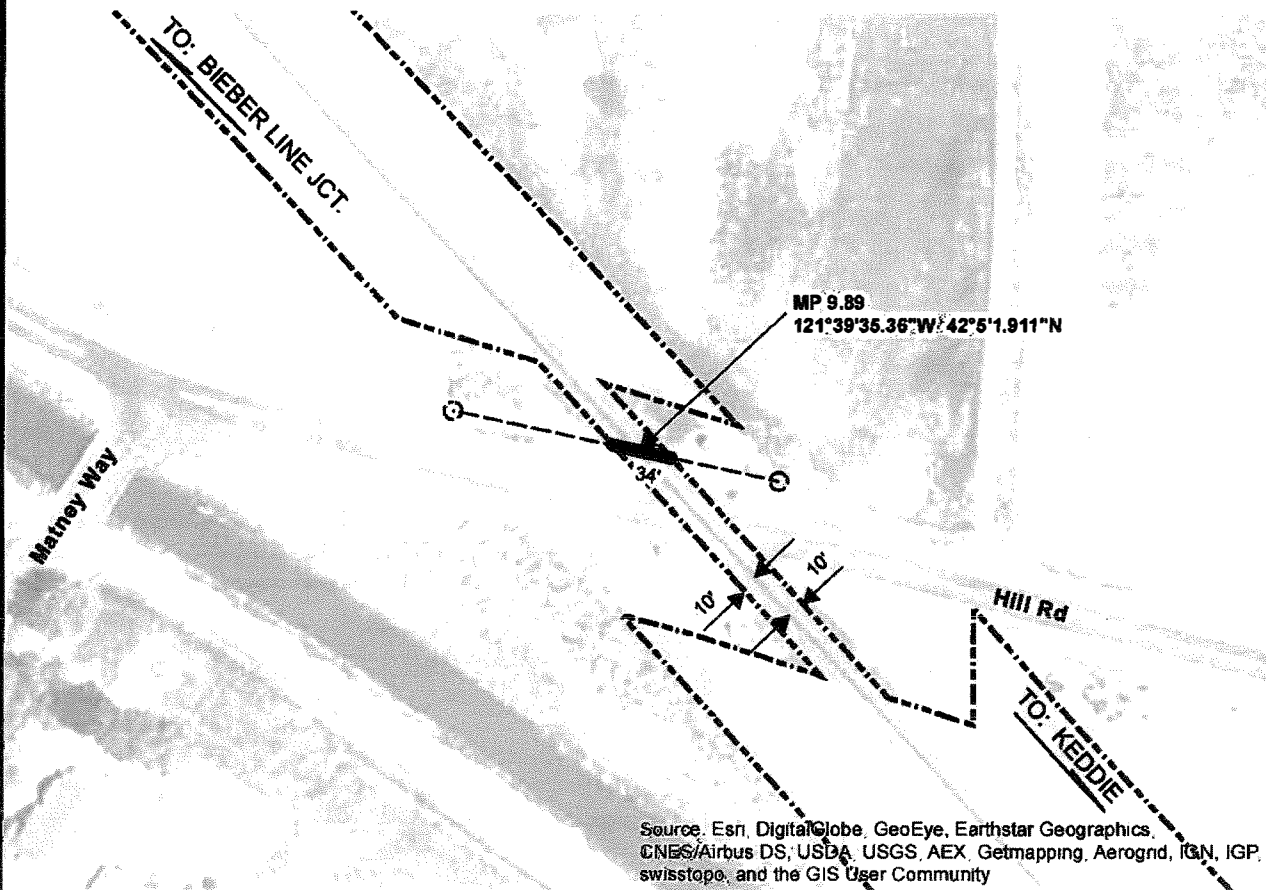 TO: BIEBER LINE JCT.
MP 9.89
121°39'35.36"W 42°5'1.911"N
34'
Matney Way
10'
10'
Hill Rd
TO: KEDDIE
Source. Esri, DigitalGlobe, GeoEye, Earthstar Geographics,
CNES/Airbus DS, USDA, USGS, AEX, Getmapping, Aerogrid, IGN, IGP,
swisstopo, and the GIS User Community